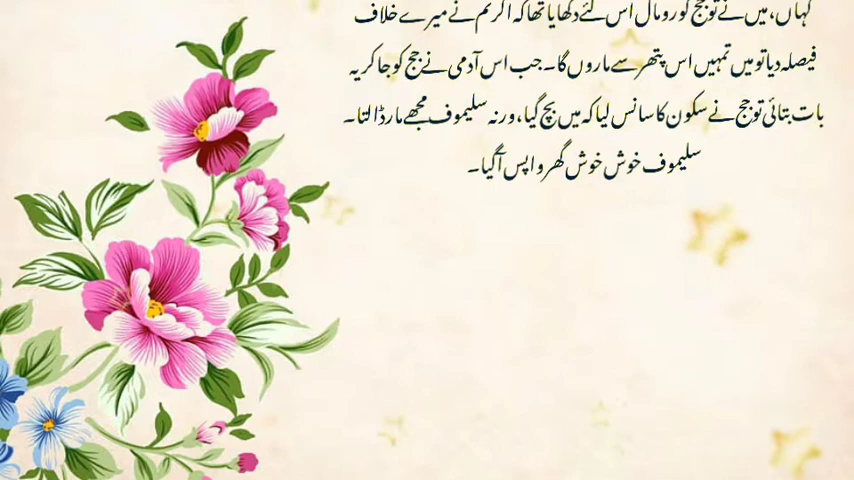 کہاں، میں نے تو جج کو رومال اس لئے دکھایا تھا کہ اگر تم نے میرے خلاف
فیصلہ دیا تو میں تمہیں اس پتھر سے ماروں گا۔ جب اس آدمی نے جج کو جا کر یہ
بات بتائی تو جج نے سکون کا سانس لیا کہ میں بچ گیا، ورنہ سلیموف مجھے مار ڈالتا۔
سلیموف خوش خوش گھر واپس آ گیا۔